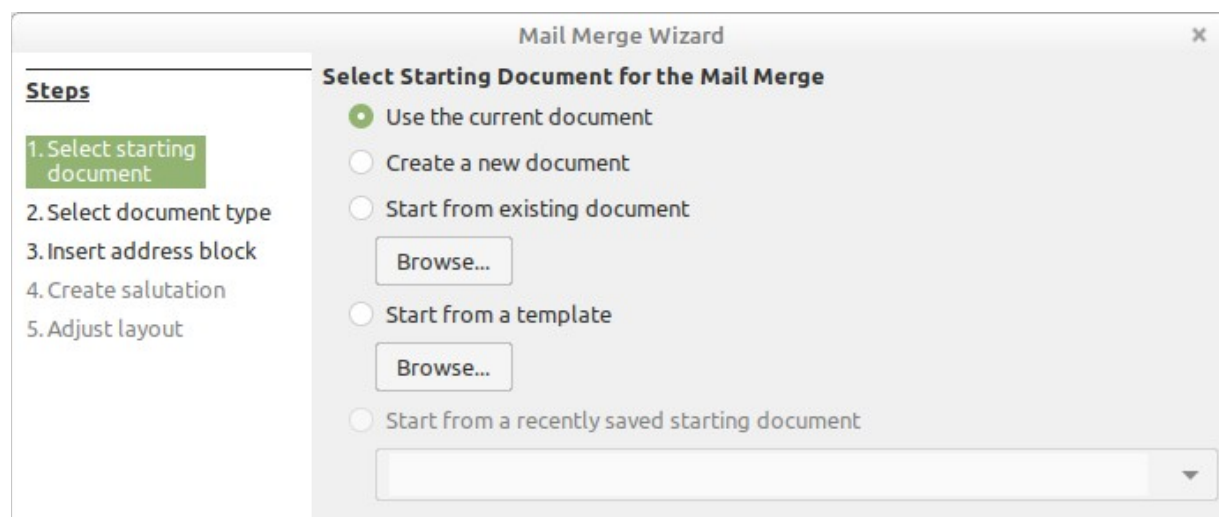 Mail Merge Wizard
Steps
1. Select starting
document
2. Select document type
3. Insert address block
4. Create salutation
5. Adjust layout
Select Starting Document for the Mail Merge
Use the current document
Create a new document
Start from existing document
Browse...
Start from a template
Browse...
Start from a recently saved starting document